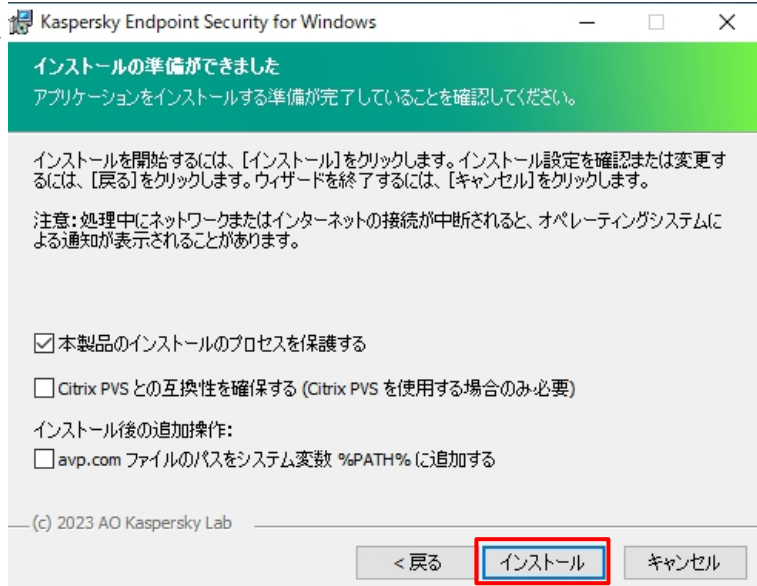 Kaspersky Endpoint Security for Windows
インストールの準備ができました
アプリケーションをインストールする準備が完了していることを確認してください。
インストールを開始するには、[インストール]をクリックします。インストール設定を確認または変更す
るには、[戻る]をクリックします。ウィザードを終了するには、[キャンセル]をクリックします。
注意: 処理中にネットワークまたはインターネットの接続が中断されると、オペレーティングシステムに
よる通知が表示されることがあります。
本製品のインストールのプロセスを保護する
Citrix PVS との互換性を確保する (Citrix PVS を使用する場合のみ必要)
インストール後の追加操作:
avp.com ファイルのパスをシステム変数 %PATH% に追加する
(c) 2023 AO Kaspersky Lab
< 戻る インストール キャンセル